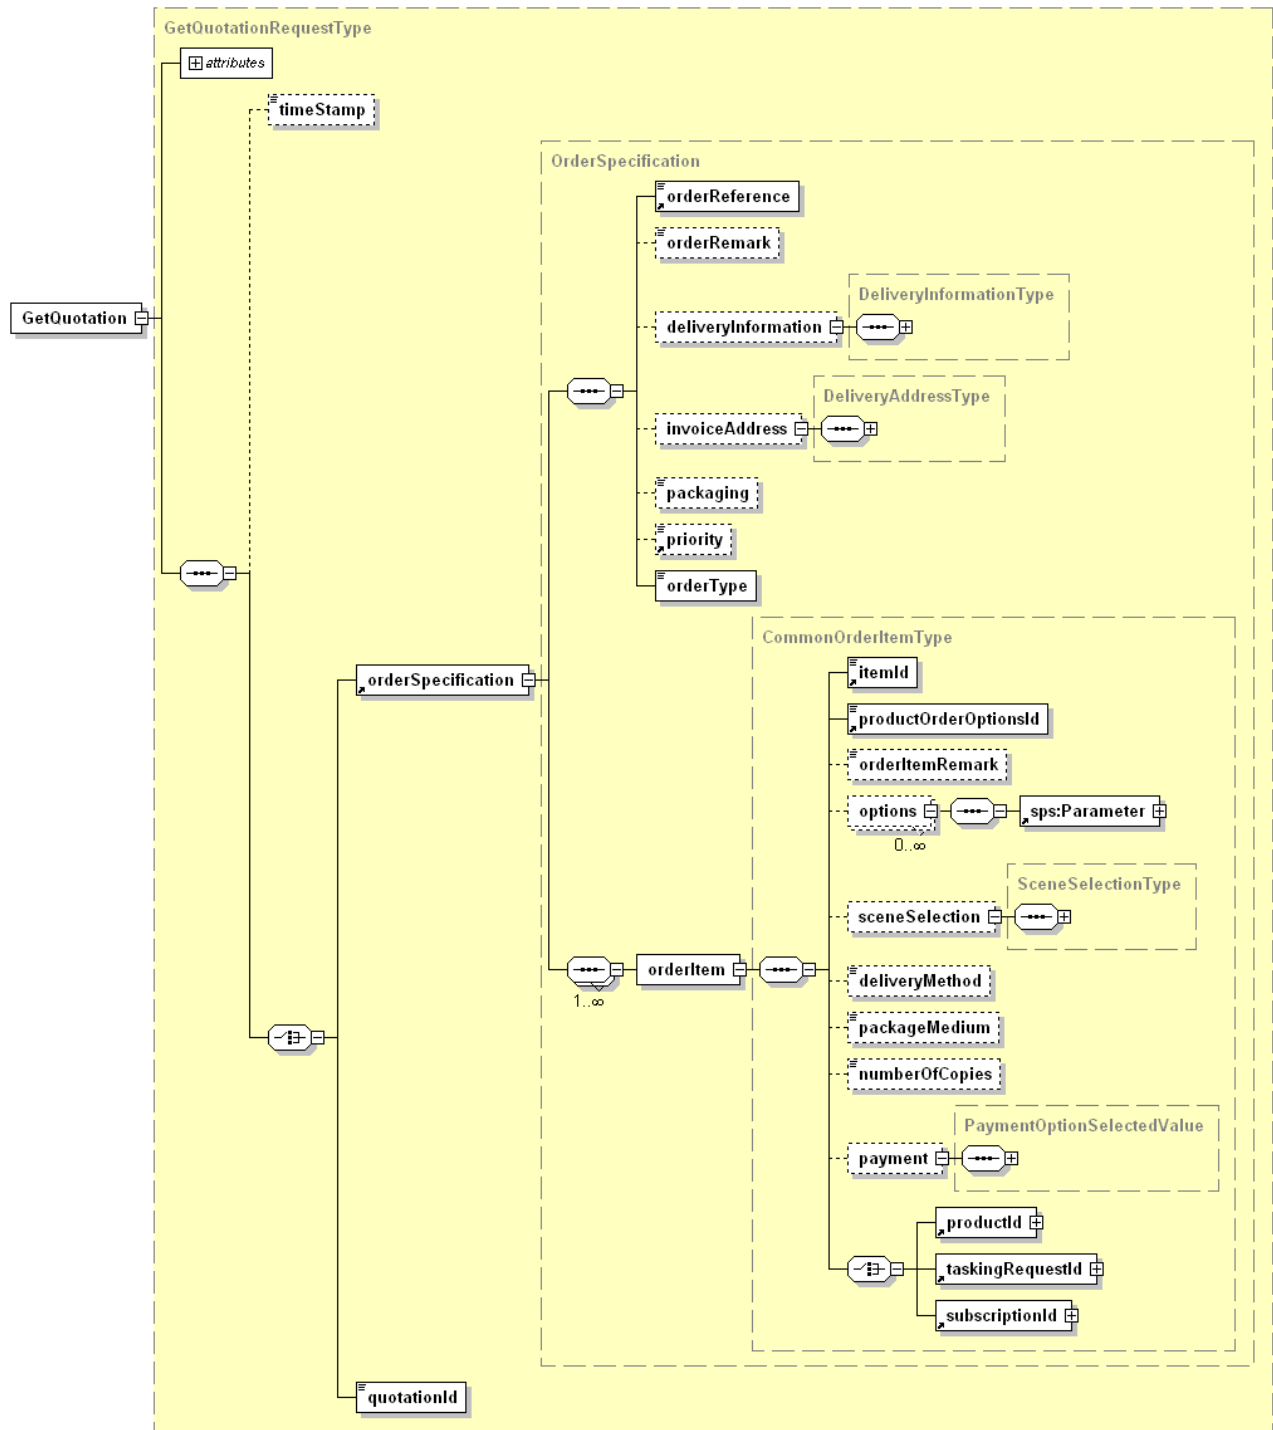 GetQuotationRequestType
attributes
timeStamp
OrderSpecification
orderReference
orderRemark
DeliveryInformationType
GetQuotation
deliveryInformation
DeliveryAddressType
invoiceAddress
packaging
priority
orderType
CommonOrderItemType
itemId
orderSpecification
productOrderOptionsId
orderItemRemark
options
sps:Parameter
0..∞
SceneSelectionType
sceneSelection
orderItem
1..∞
deliveryMethod
packageMedium
numberOfCopies
PaymentOptionSelectedValue
payment
productId
taskingRequestId
subscriptionId
quotationId